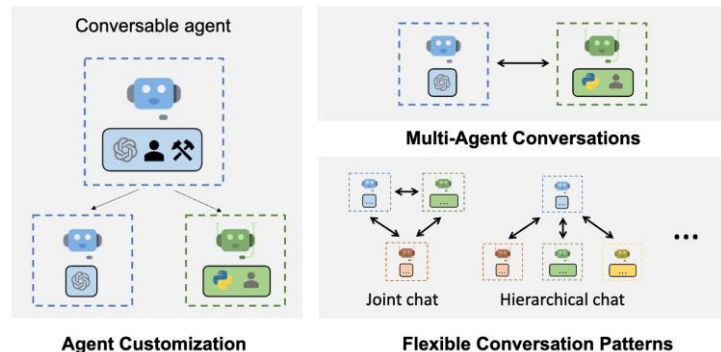 Conversable agent
Agent Customization
Multi-Agent Conversations
...
...
...
Joint chat
...
...
...
...
Hierarchical chat
...
Flexible Conversation Patterns